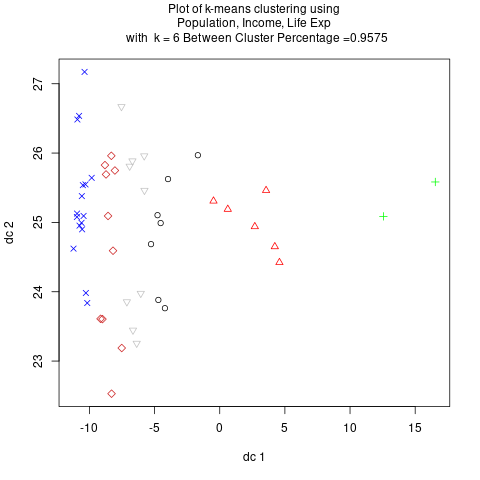 Plot of k-means clustering using
Population, Income, Life Exp
with k = 6 Between Cluster Percentage =0.9575
27
26
25
24
23
dc 2
-10 -5 0 5 10 15
dc 1